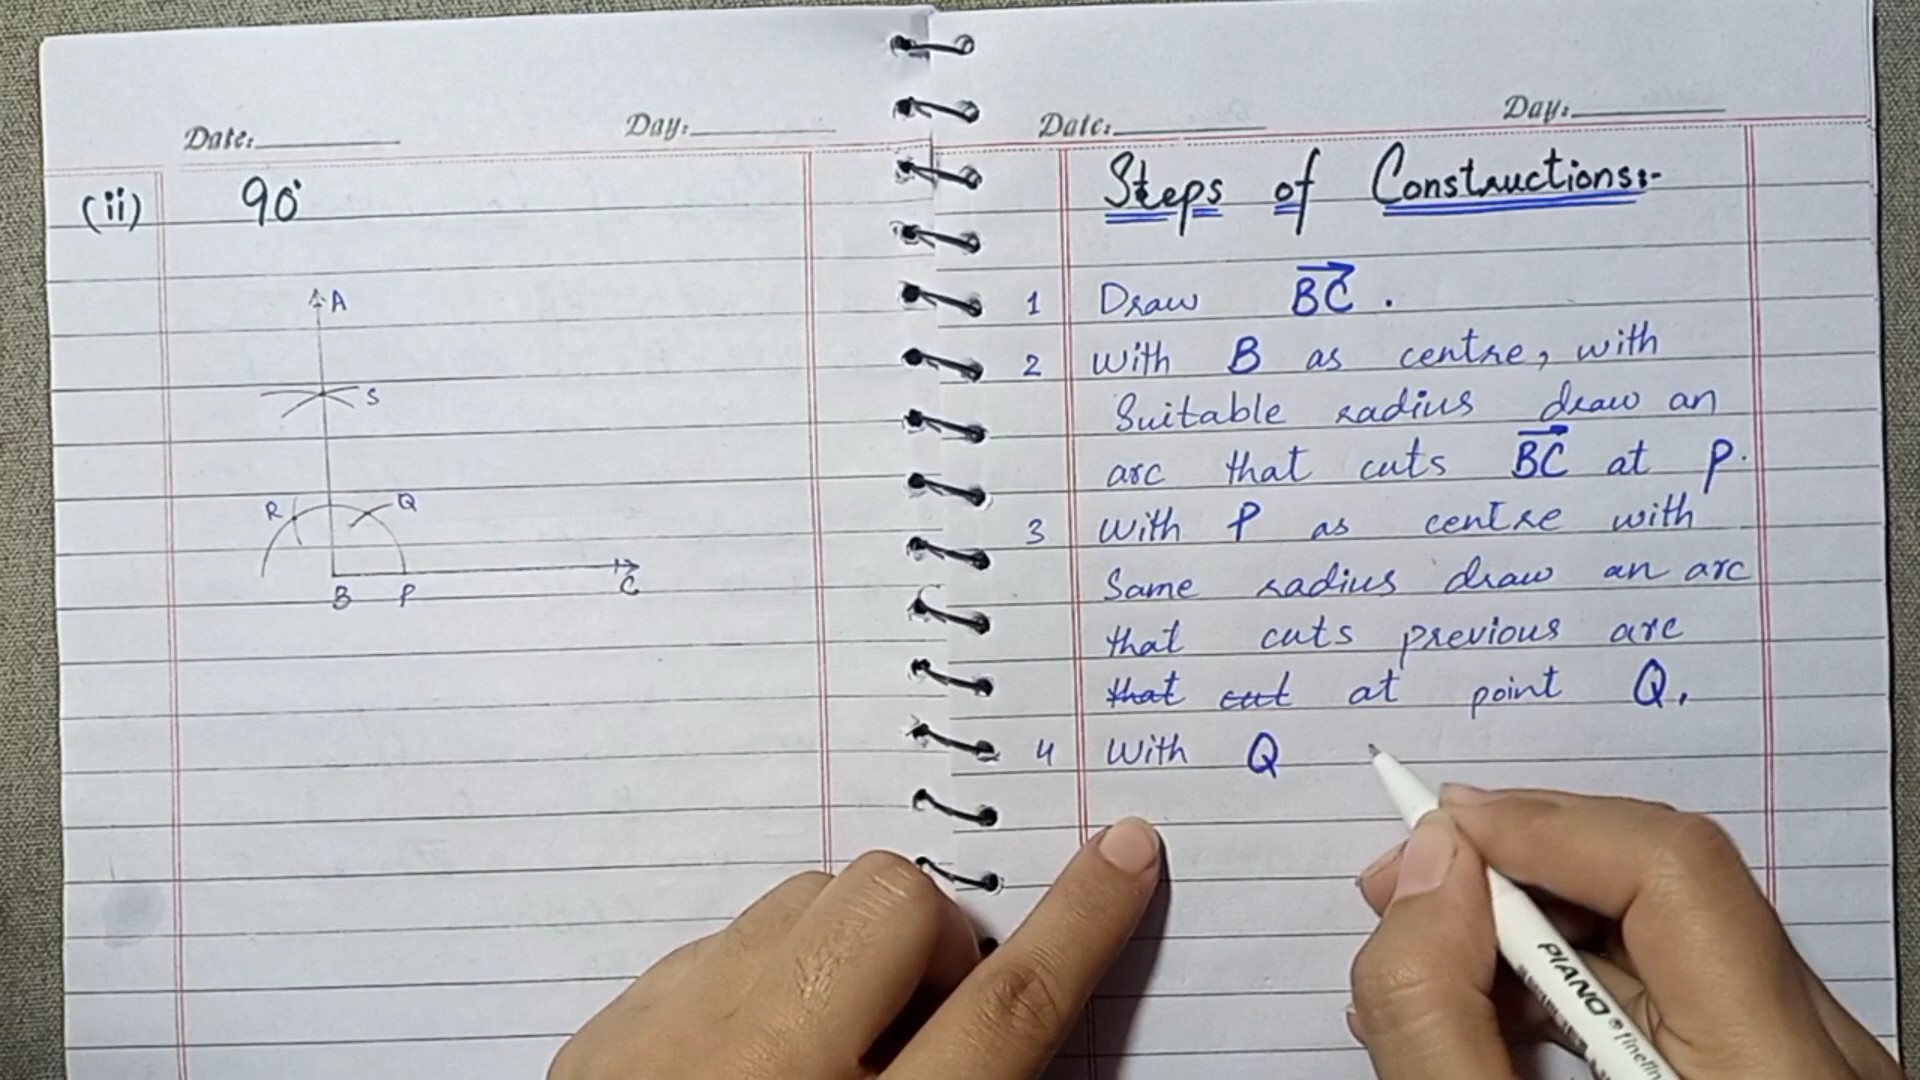 Date: Day:
(ii) 90°
A
S
R Q
B P C
Date: Day:
Steps of Constructions:-
1 Draw BC⃗ .
2 With B as centre, with
Suitable radius draw an
arc that cuts BC⃗ at P.
3 With P as centre with
Same radius draw an arc
that cuts previous arc
that cut at point Q.
4 With Q
PIANO